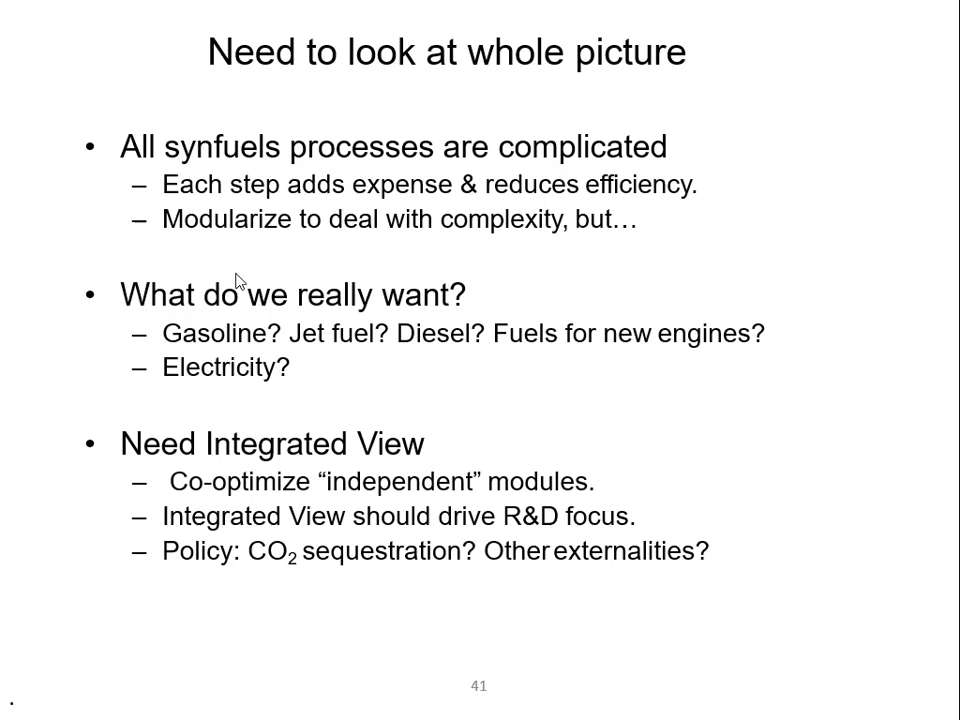 Need to look at whole picture
• All synfuels processes are complicated
– Each step adds expense & reduces efficiency.
– Modularize to deal with complexity, but…
• What do we really want?
– Gasoline? Jet fuel? Diesel? Fuels for new engines?
– Electricity?
• Need Integrated View
– Co-optimize “independent” modules.
– Integrated View should drive R&D focus.
– Policy: CO₂ sequestration? Other externalities?
41
.